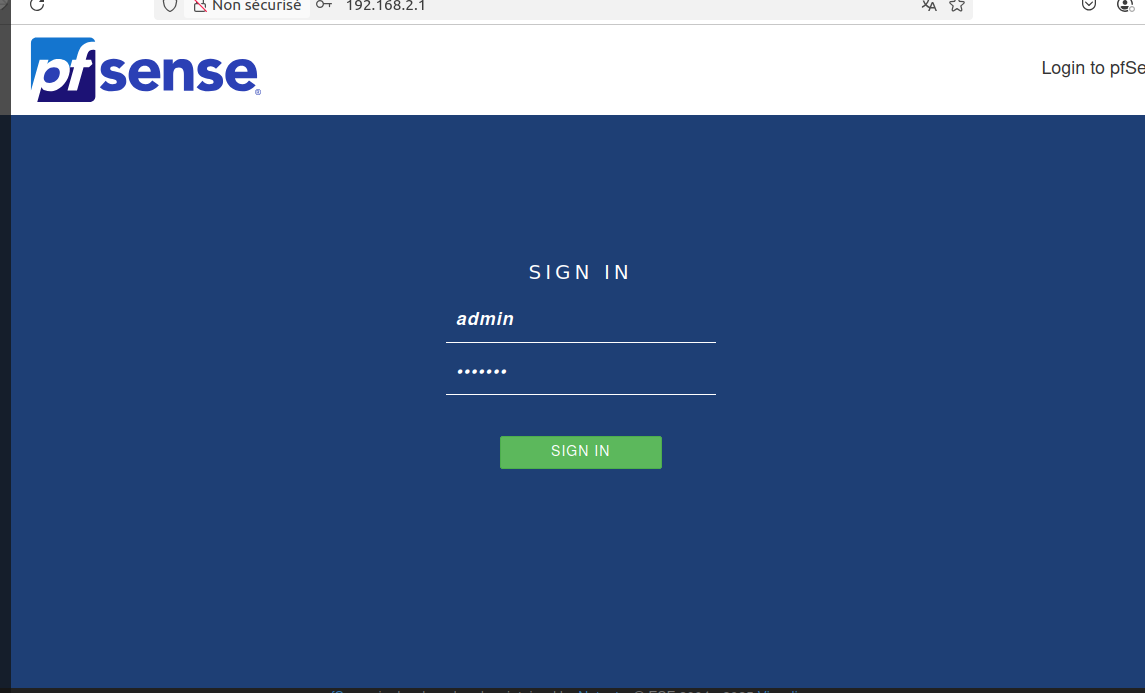 Non sécurisé 192.168.2.1
pfsense
Login to pfSe
SIGN IN
admin
•••••••
SIGN IN